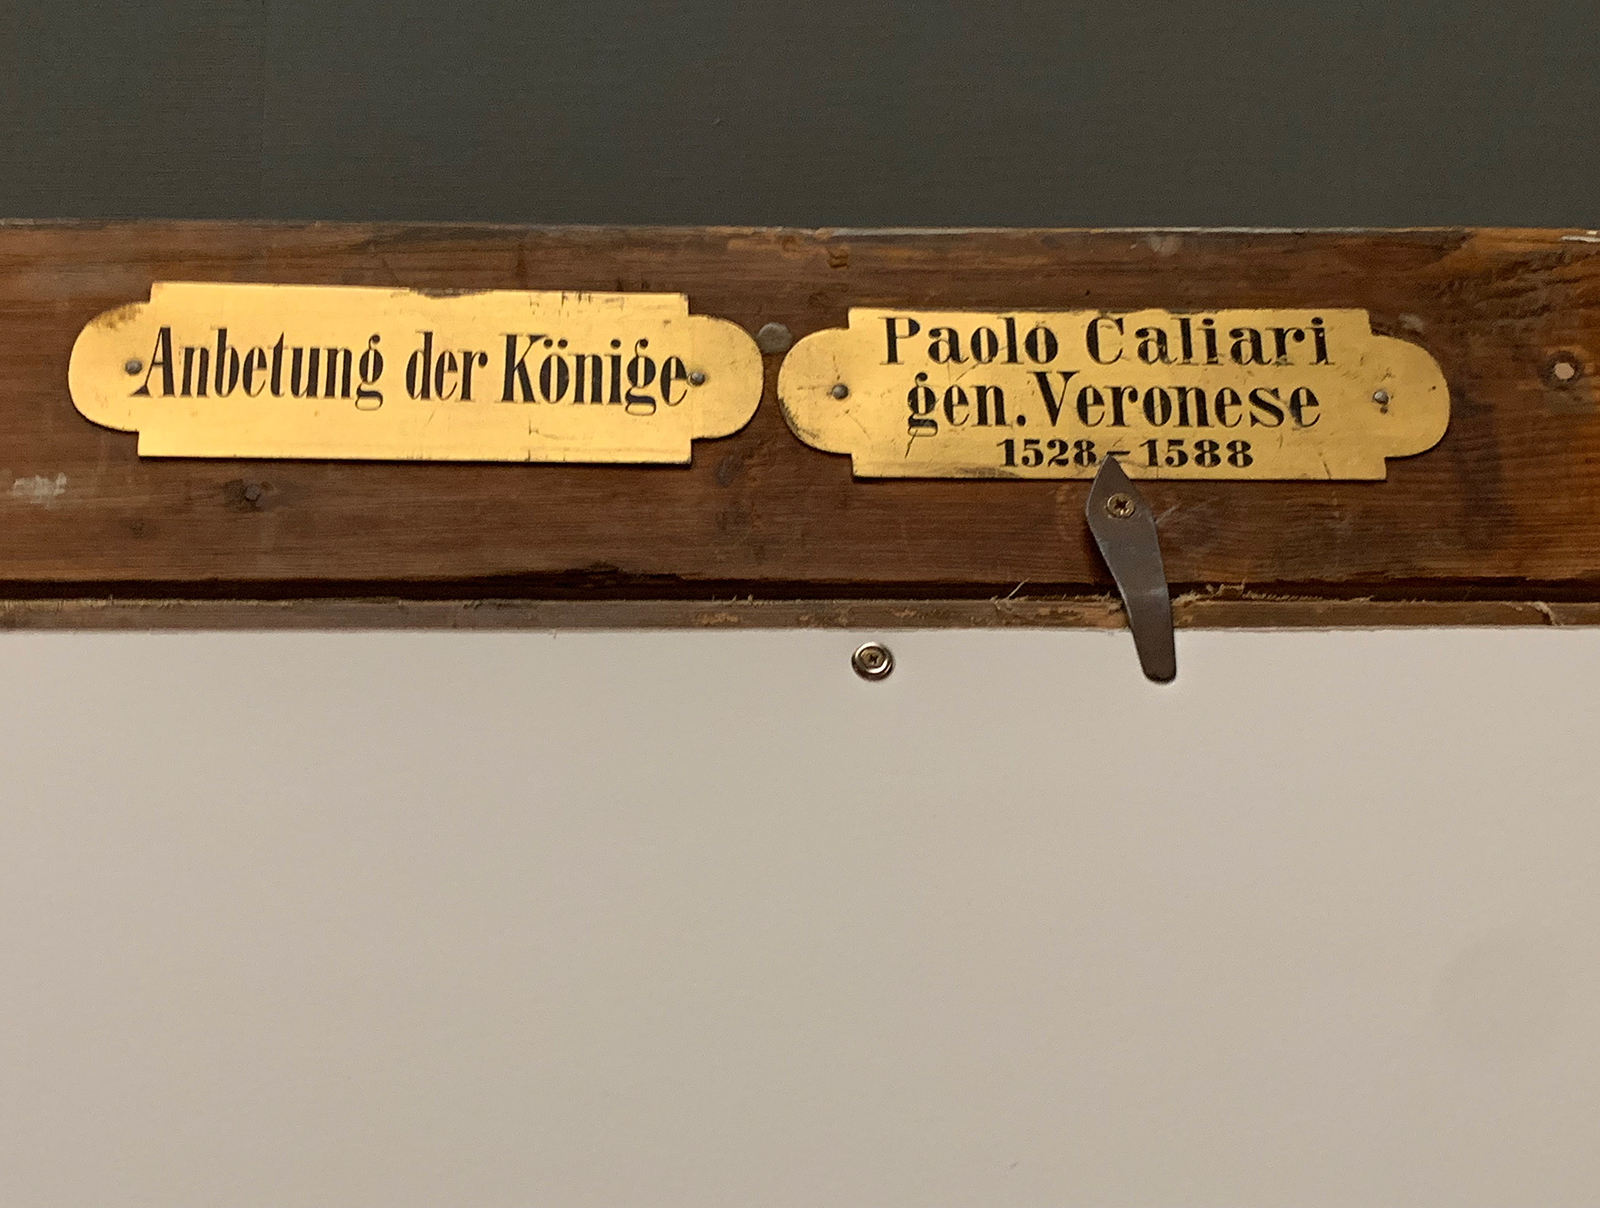 Anbetung der Könige
Paolo Caliari
gen. Veronese
1528–1588